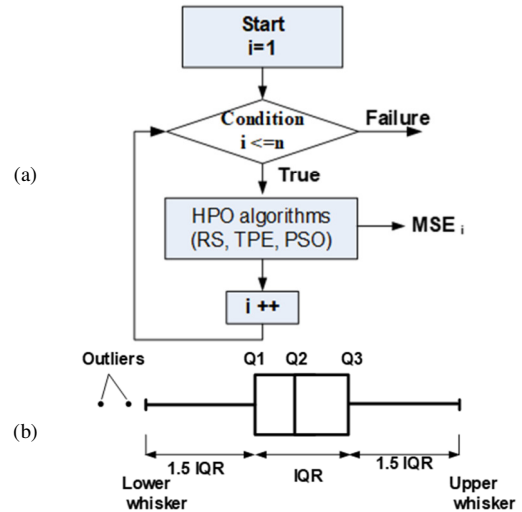 Start
i=1
Condition
i <=n
Failure
True
(a)
HPO algorithms
(RS, TPE, PSO)
MSE i
i ++
Outliers
Q1 Q2 Q3
(b)
1.5 IQR IQR 1.5 IQR
Lower
whisker
Upper
whisker